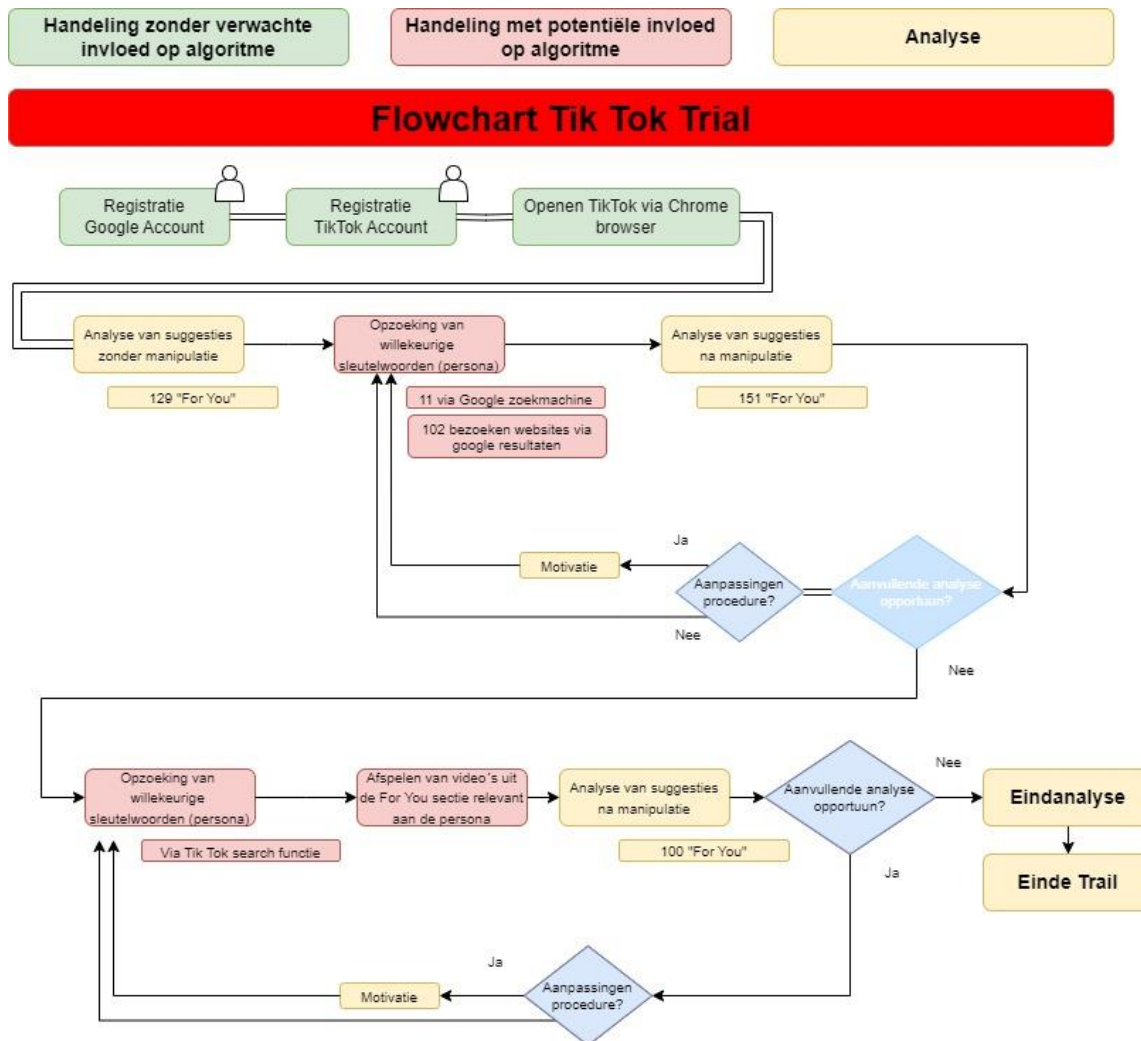 Handeling zonder verwachte
invloed op algoritme
Handeling met potentiële invloed
op algoritme
Analyse
Flowchart Tik Tok Trial
Registratie
Google Account
Registratie
TikTok Account
Openen TikTok via Chrome
browser
Analyse van suggesties
zonder manipulatie
129 "For You"
Opzoeking van
willekeurige
sleutelwoorden (persona)
11 via Google zoekmachine
102 bezoeken websites via
google resultaten
Analyse van suggesties
na manipulatie
151 "For You"
Ja
Motivatie
Aanpassingen
procedure?
Nee
Aanvullende analyse
opportuun?
Nee
Opzoeking van
willekeurige
sleutelwoorden (persona)
Via Tik Tok search functie
Afspelen van video´s uit
de For You sectie relevant
aan de persona
Analyse van suggesties
na manipulatie
100 "For You"
Aanvullende analyse
opportuun?
Nee
Eindanalyse
Einde Trail
Ja
Ja
Motivatie
Aanpassingen
procedure?